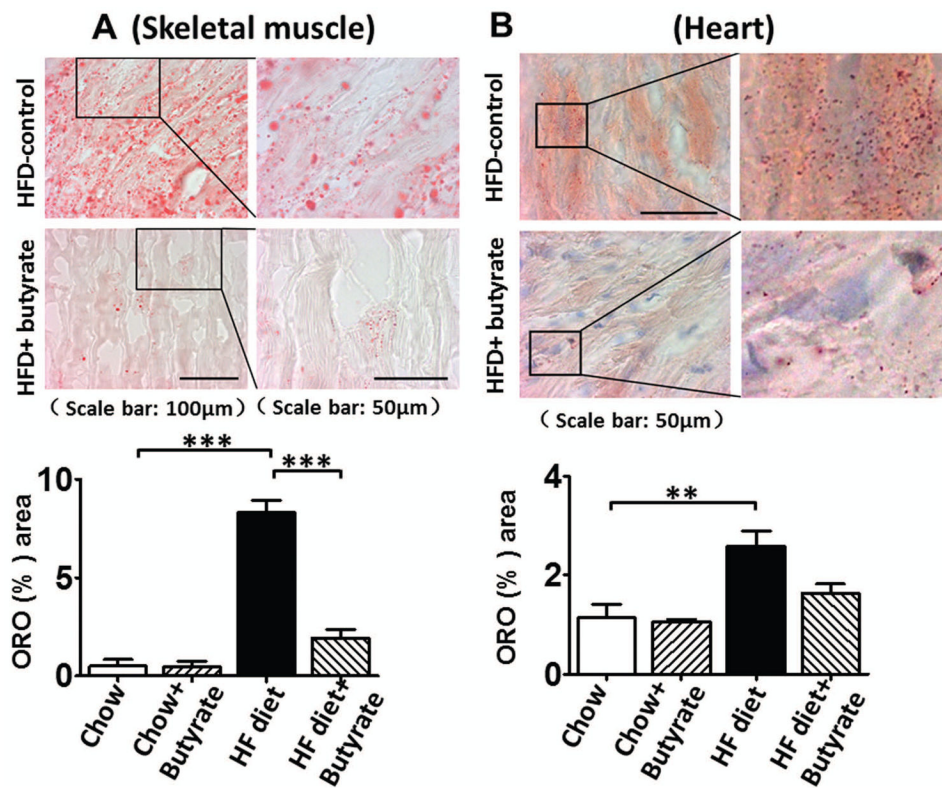 A (Skeletal muscle)
HFD-control
HFD+ butyrate
( Scale bar: 100μm ) ( Scale bar: 50μm )
***
***
10
5
0
ORO (% ) area
Chow
Chow+
Butyrate
HF diet
HF diet+
Butyrate
B (Heart)
HFD-control
HFD+ butyrate
( Scale bar: 50μm )
**
4
2
0
ORO (% ) area
Chow
Chow+
Butyrate
HF diet
HF diet+
Butyrate